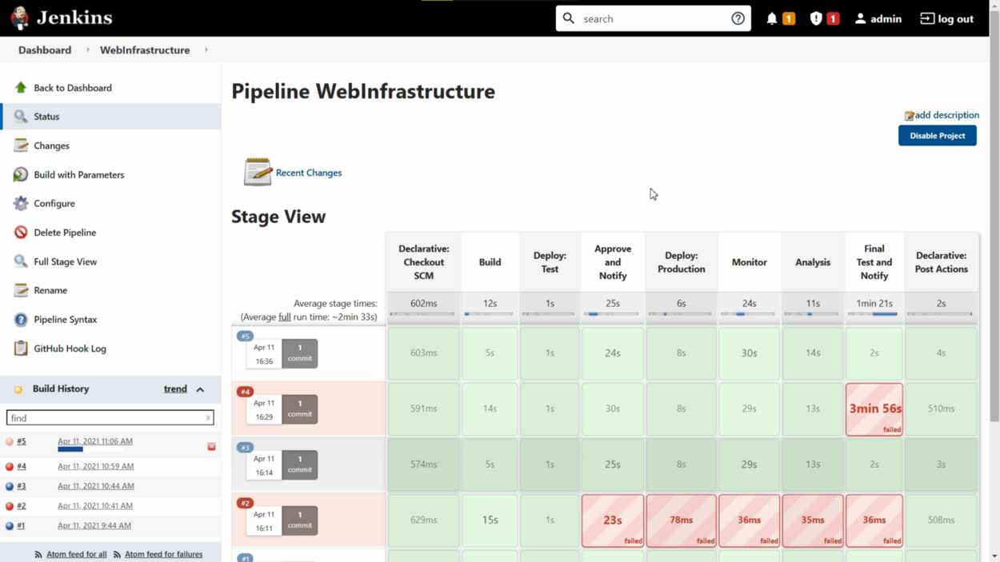 Jenkins
search
1
1
admin
log out
Dashboard
WebInfrastructure
Back to Dashboard
Status
Changes
Build with Parameters
Configure
Delete Pipeline
Full Stage View
Rename
Pipeline Syntax
GitHub Hook Log
Build History
trend
find
x
#5 Apr 11, 2021 11:06 AM
#4 Apr 11, 2021 10:59 AM
#3 Apr 11, 2021 10:44 AM
#2 Apr 11, 2021 10:41 AM
#1 Apr 11, 2021 9:44 AM
Atom feed for all Atom feed for failures
Pipeline WebInfrastructure
add description
Disable Project
Recent Changes
Stage View
Declarative: Checkout SCM
Build
Deploy: Test
Approve and Notify
Deploy: Production
Monitor
Analysis
Final Test and Notify
Declarative: Post Actions
Average stage times:
(Average full run time: ~2min 33s)
602ms 12s 1s 25s 6s 24s 11s 1min 21s 2s
#5
Apr 11
16:36
1
commit
603ms 5s 1s 24s 8s 30s 14s 2s 4s
#4
Apr 11
16:29
1
commit
591ms 14s 1s 30s 8s 29s 13s 3min 56s 510ms
failed
#3
Apr 11
16:14
1
commit
574ms 5s 1s 25s 8s 29s 13s 2s 3s
#2
Apr 11
16:11
1
commit
629ms 15s 1s 23s 78ms 36ms 35ms 36ms 508ms
failed failed failed failed failed
#1